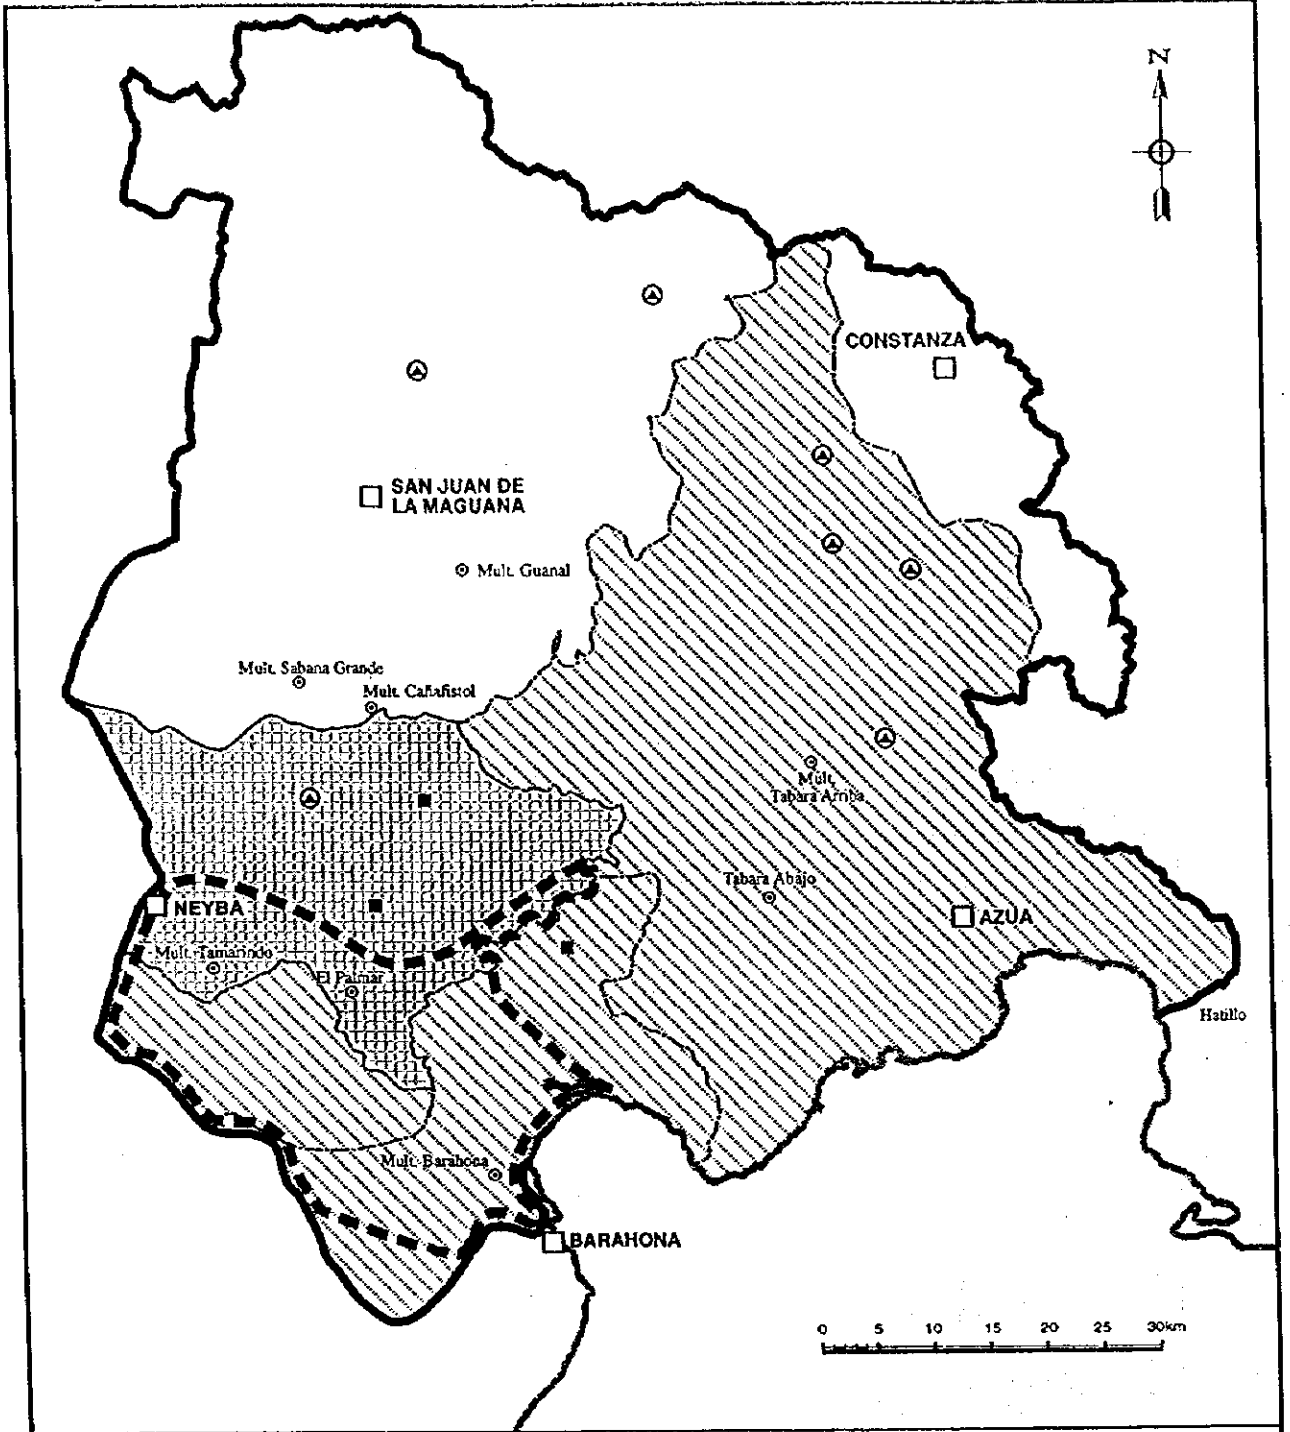 N
CONSTANZA
SAN JUAN DE
LA MAGUANA
Mult. Guanal
Mult. Sabana Grande
Mult. Cañafistol
Mult.
Tabara Arriba
Tabara Abajo
NEYBA
AZUA
Mult. Tamarindo
El Palmar
Hatillo
Mult. Barahona
BARAHONA
0 5 10 15 20 25 30km